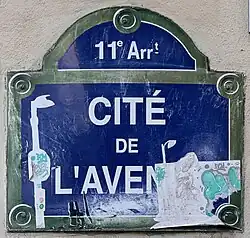 11e Arrt
CITÉ
DE
L'AVEN